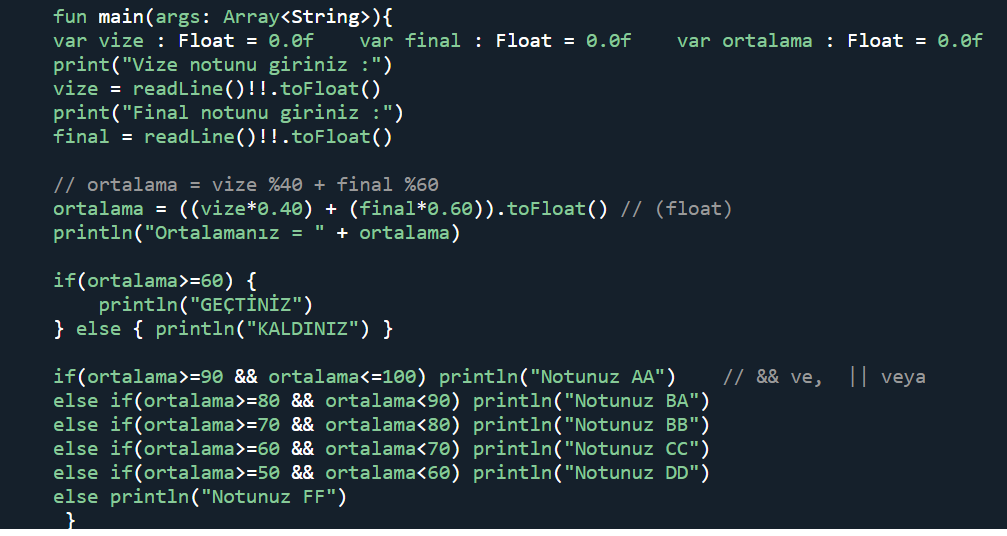 fun main(args: Array<String>){
var vize : Float = 0.0f    var final : Float = 0.0f    var ortalama : Float = 0.0f
print("Vize notunu giriniz :")
vize = readLine()!!.toFloat()
print("Final notunu giriniz :")
final = readLine()!!.toFloat()

// ortalama = vize %40 + final %60
ortalama = ((vize*0.40) + (final*0.60)).toFloat() // (float)
println("Ortalamanız = " + ortalama)

if(ortalama>=60) {
    println("GEÇTİNİZ")
} else { println("KALDINIZ") }

if(ortalama>=90 && ortalama<=100) println("Notunuz AA")    // && ve,  || veya
else if(ortalama>=80 && ortalama<90) println("Notunuz BA")
else if(ortalama>=70 && ortalama<80) println("Notunuz BB")
else if(ortalama>=60 && ortalama<70) println("Notunuz CC")
else if(ortalama>=50 && ortalama<60) println("Notunuz DD")
else println("Notunuz FF")
 }